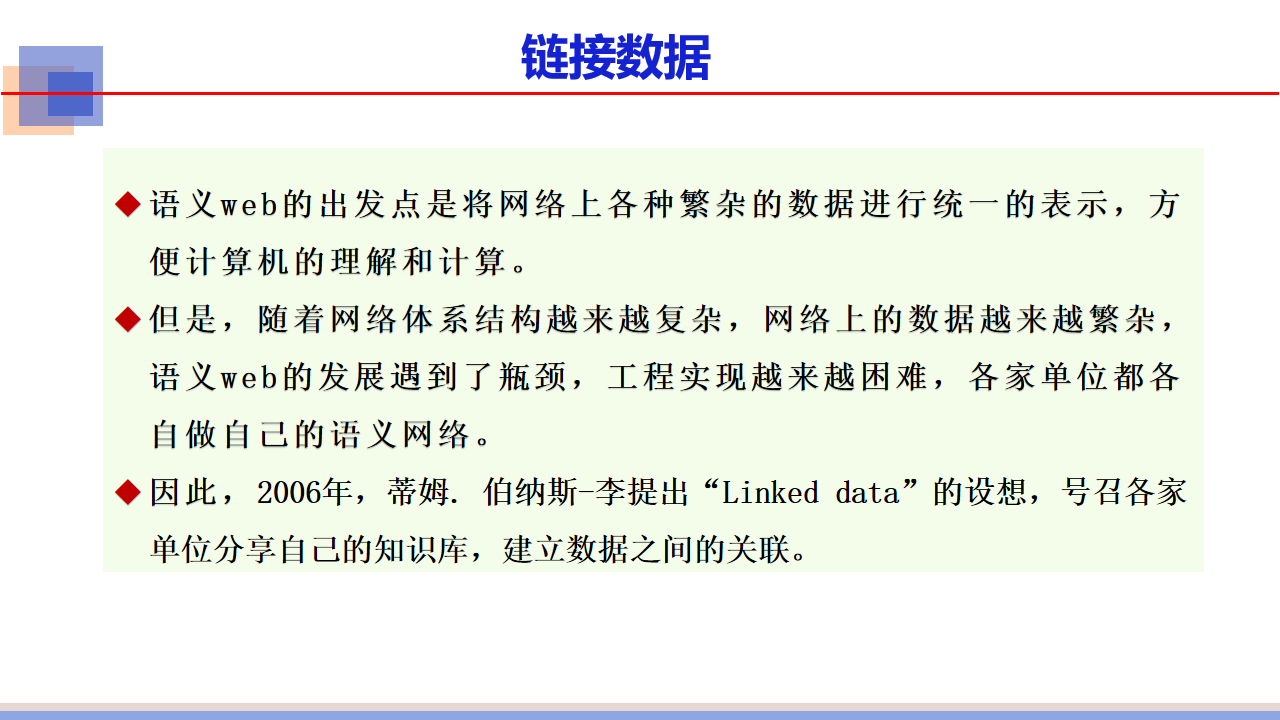 链接数据
语义web的出发点是将网络上各种繁杂的数据进行统一的表示，方
便计算机的理解和计算。
但是，随着网络体系结构越来越复杂，网络上的数据越来越繁杂，
语义web的发展遇到了瓶颈，工程实现越来越困难，各家单位都各
自做自己的语义网络。
因此，2006年，蒂姆. 伯纳斯-李提出“Linked data”的设想，号召各家
单位分享自己的知识库，建立数据之间的关联。